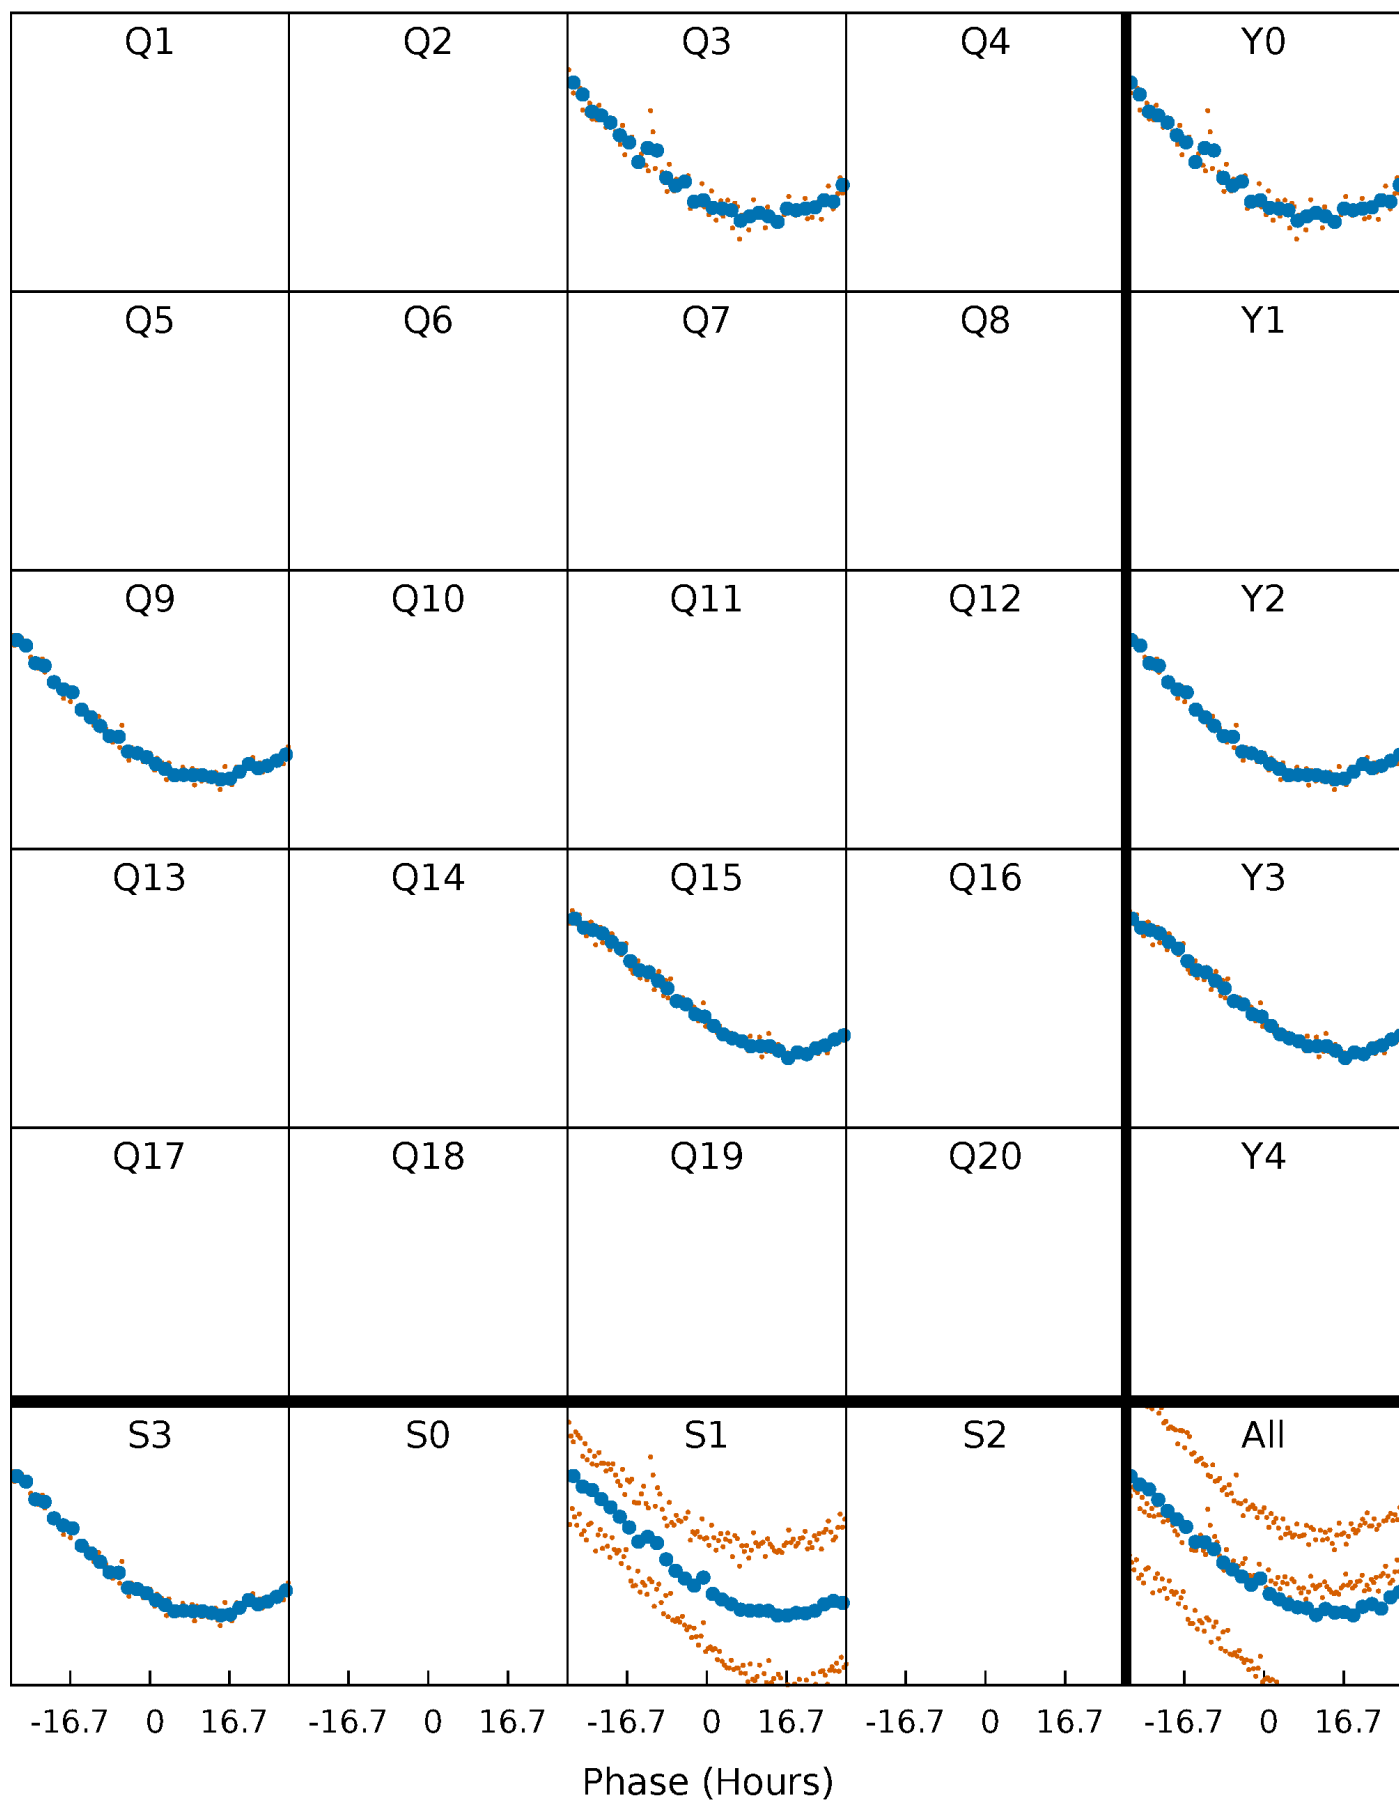 Q1 Q2 Q3 Q4 Y0
Q5 Q6 Q7 Q8 Y1
Q9 Q10 Q11 Q12 Y2
Q13 Q14 Q15 Q16 Y3
Q17 Q18 Q19 Q20 Y4
S3 S0 S1 S2 All
-16.7 0 16.7 -16.7 0 16.7 -16.7 0 16.7 -16.7 0 16.7 -16.7 0 16.7
Phase (Hours)